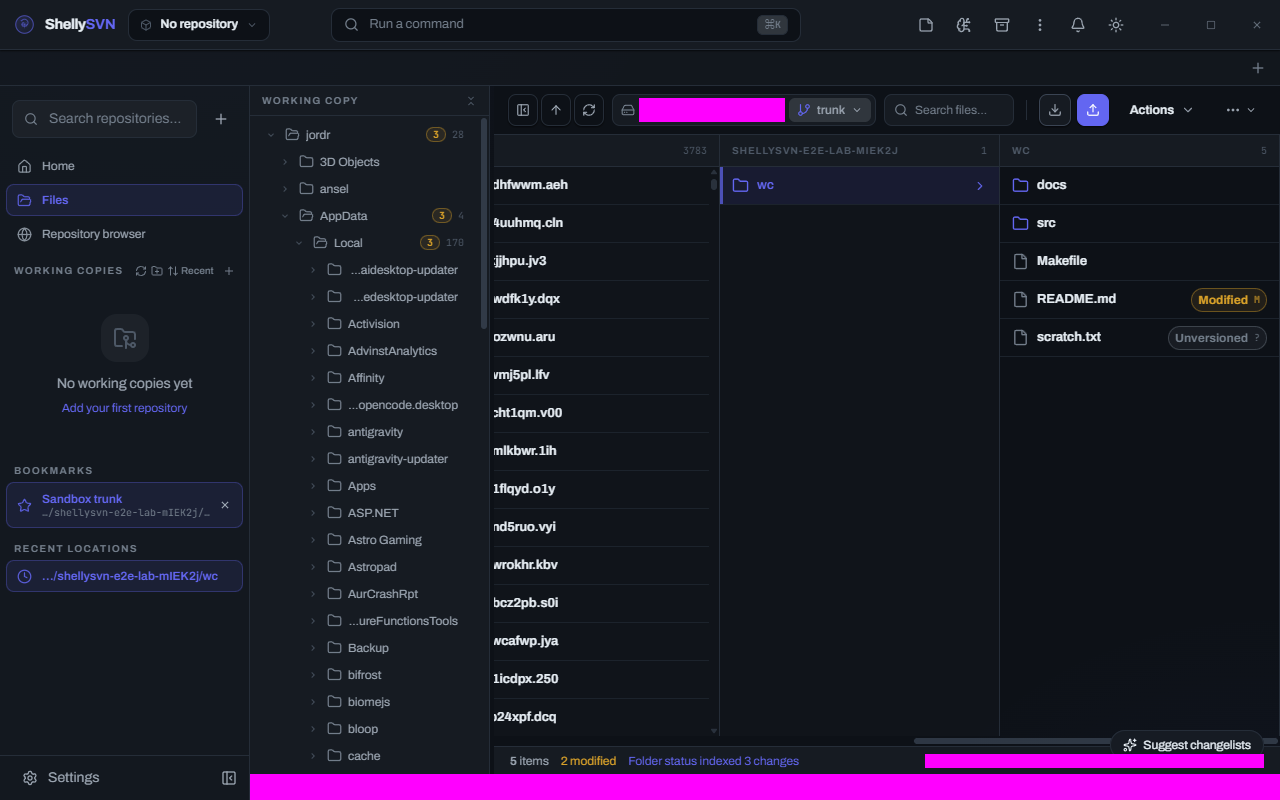 ShellySVN
No repository
Run a command
⌘K
Search repositories...
Home
Files
Repository browser
WORKING COPIES
Recent
No working copies yet
Add your first repository
BOOKMARKS
Sandbox trunk
…/shellysvn-e2e-lab-mIEK2j/…
RECENT LOCATIONS
…/shellysvn-e2e-lab-mIEK2j/wc
Settings
WORKING COPY
jordr 3 28
3D Objects
ansel
AppData 3 4
Local 3 170
...aidesktop-updater
...edesktop-updater
Activision
AdvinstAnalytics
Affinity
...opencode.desktop
antigravity
antigravity-updater
Apps
ASP.NET
Astro Gaming
Astropad
AurCrashRpt
...ureFunctionsTools
Backup
bifrost
biomejs
bloop
cache
trunk
Search files...
Actions
3783
dhfwwm.aeh
4uuhmq.cln
jjhpu.jv3
wdfk1y.dqx
ozwnu.aru
vmj5pl.lfv
cht1qm.v00
mlkbwr.1ih
1flqyd.o1y
nd5ruo.vyi
wrokhr.kbv
bcz2pb.s0i
wcafwp.jya
1icdpx.250
o24xpf.dcq
SHELLYSVN-E2E-LAB-MIEK2J 1
wc
WC 5
docs
src
Makefile
README.md Modified M
scratch.txt Unversioned ?
Suggest changelists
5 items 2 modified Folder status indexed 3 changes